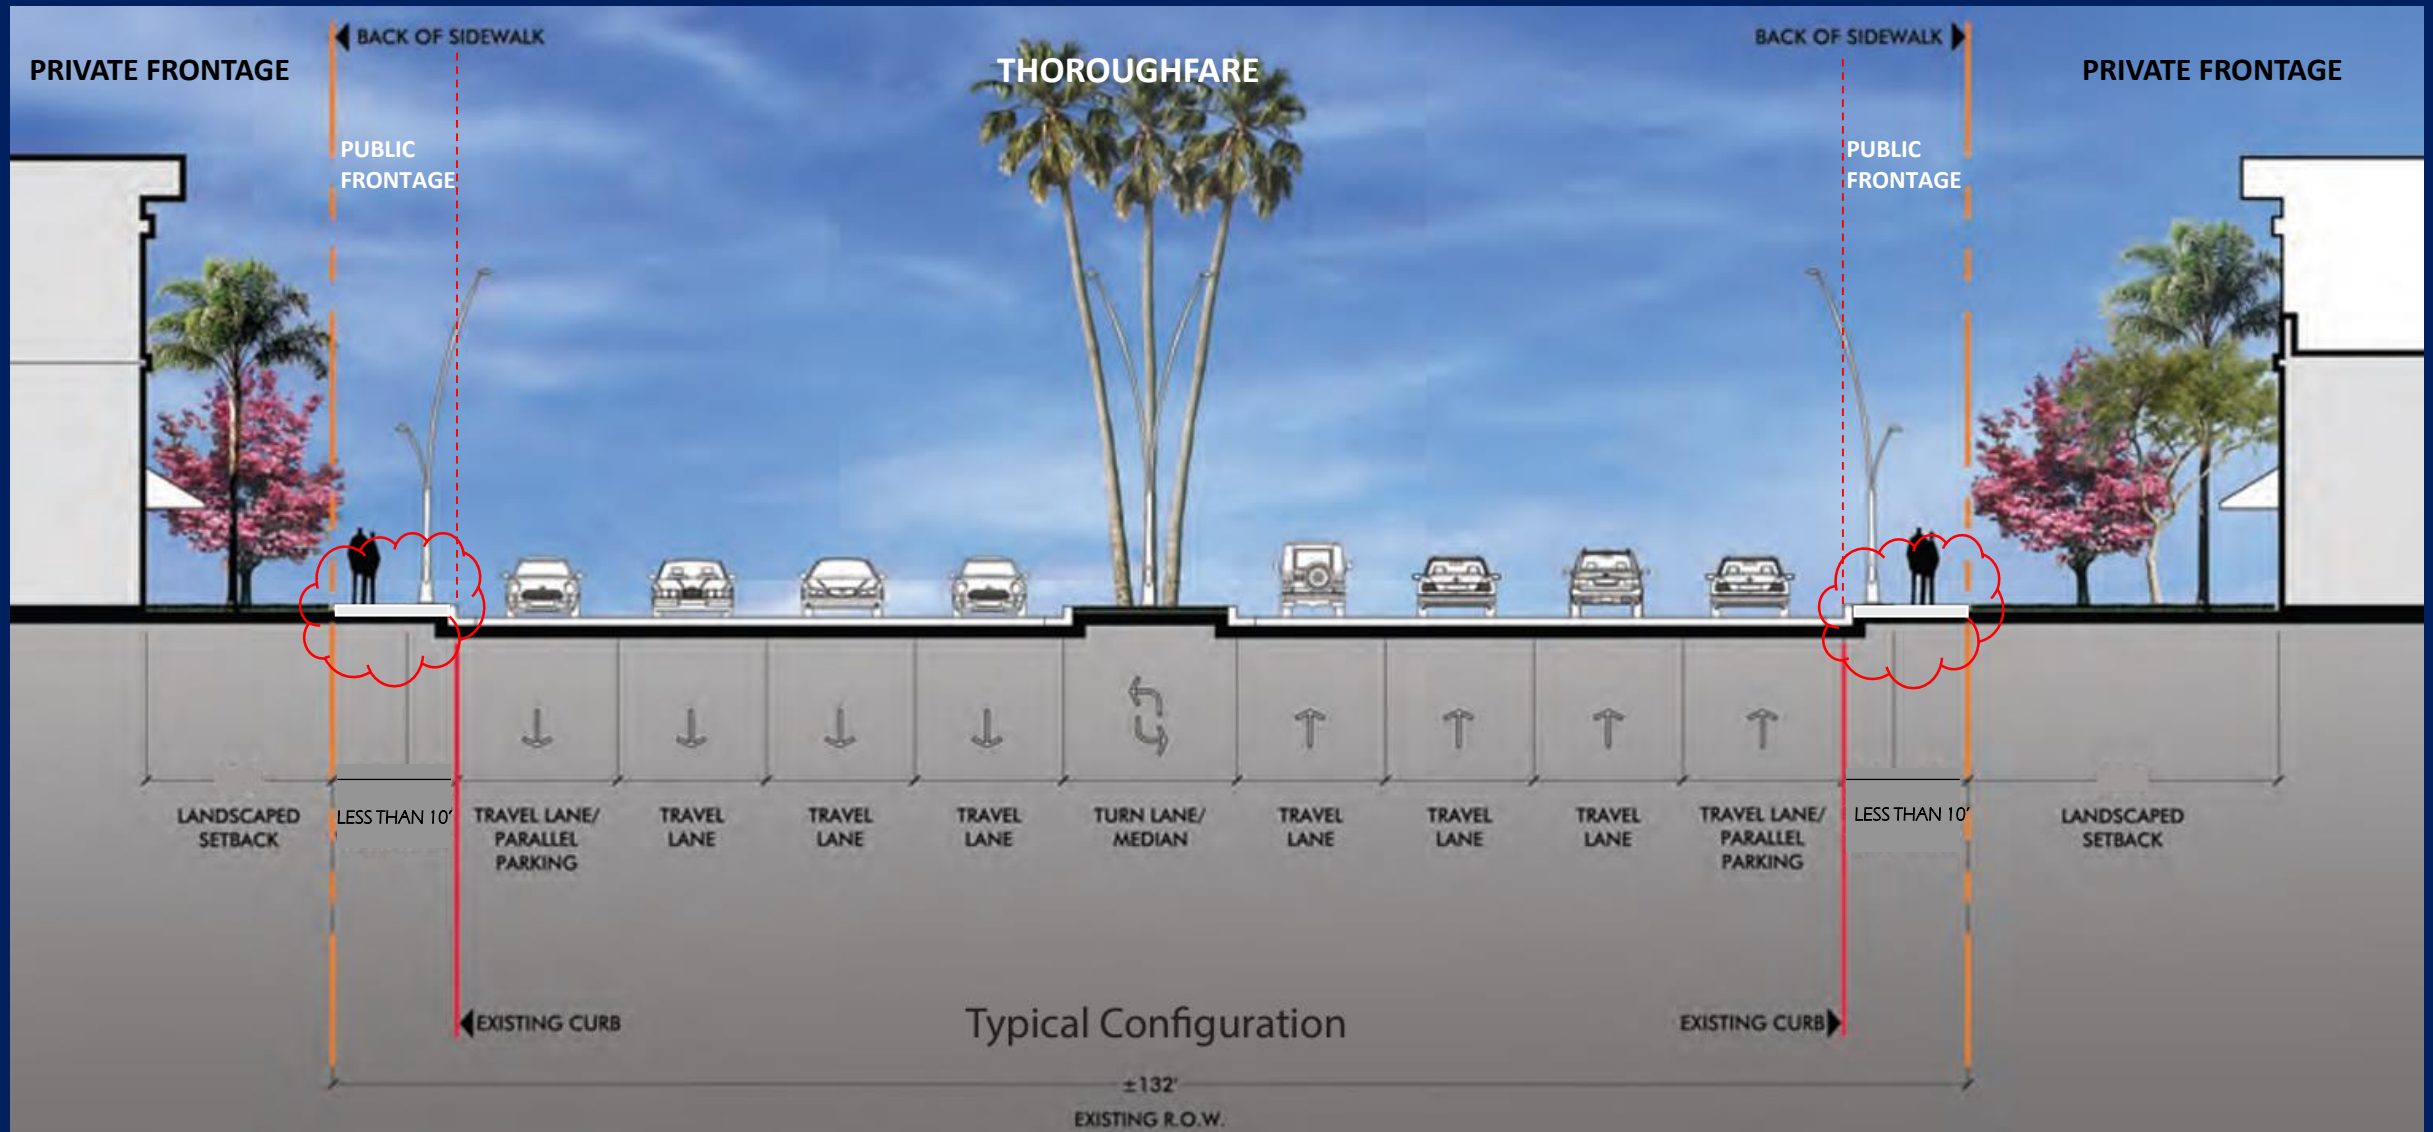 BACK OF SIDEWALK
BACK OF SIDEWALK
PRIVATE FRONTAGE
THOROUGHFARE
PRIVATE FRONTAGE
PUBLIC
FRONTAGE
PUBLIC
FRONTAGE
LANDSCAPED
SETBACK
LESS THAN 10'
TRAVEL LANE/
PARALLEL
PARKING
TRAVEL
LANE
TRAVEL
LANE
TRAVEL
LANE
TURN LANE/
MEDIAN
TRAVEL
LANE
TRAVEL
LANE
TRAVEL
LANE
TRAVEL LANE/
PARALLEL
PARKING
LESS THAN 10'
LANDSCAPED
SETBACK
EXISTING CURB
Typical Configuration
EXISTING CURB
±132'
EXISTING R.O.W.